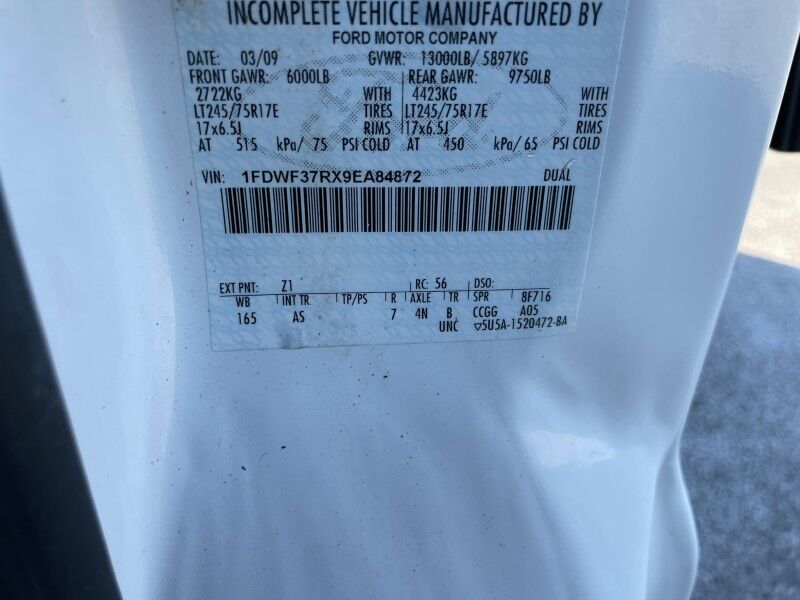 INCOMPLETE VEHICLE MANUFACTURED BY
FORD MOTOR COMPANY
DATE: 03/09 GVWR: 13000LB/ 5897KG
FRONT GAWR: 6000LB REAR GAWR: 9750LB
2722KG WITH 4423KG WITH
LT245/75R17E TIRES LT245/75R17E TIRES
17x6.5J RIMS 17x6.5J RIMS
AT 515 kPa/ 75 PSI COLD AT 450 kPa/ 65 PSI COLD
VIN: 1FDWF37RX9EA84872 DUAL
EXT PNT: Z1 RC: 56 DSO:
WB INT TR TP/PS R AXLE TR SPR 8F716
165 AS 7 4N B CCGG A05
UNC ▽5U5A-1520472-BA